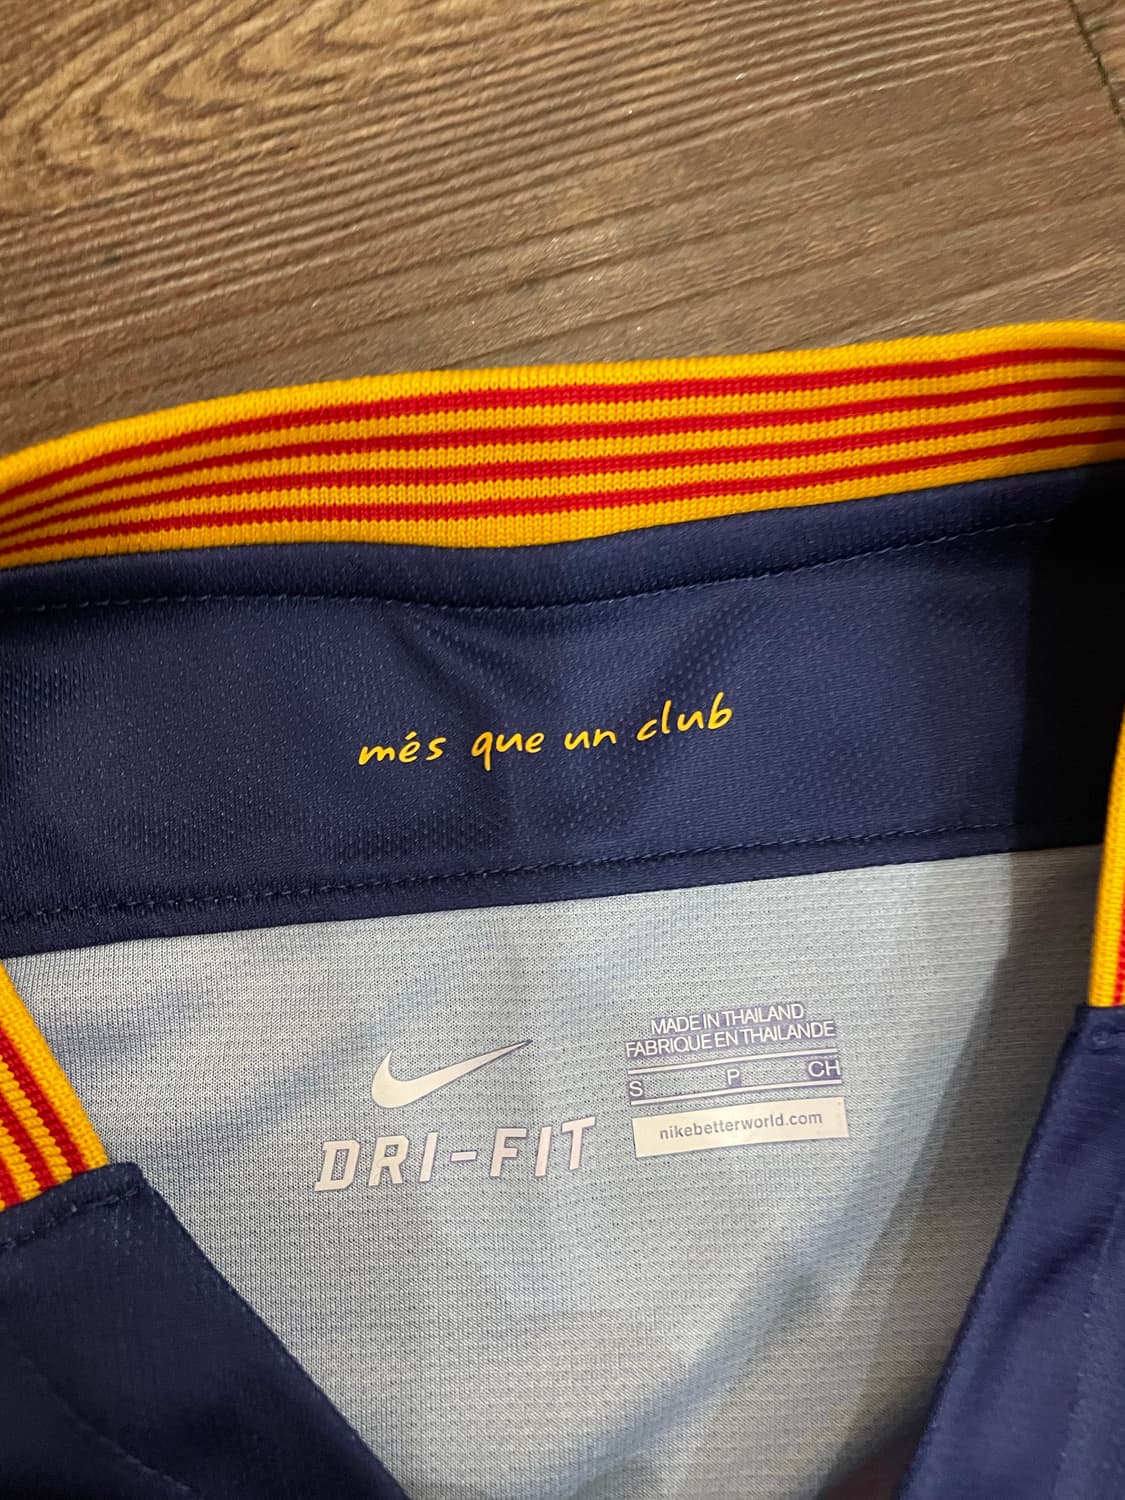 més que un club
MADE IN THAILAND
FABRIQUE EN THAILANDE
S P CH
nikebetterworld.com
DRI-FIT